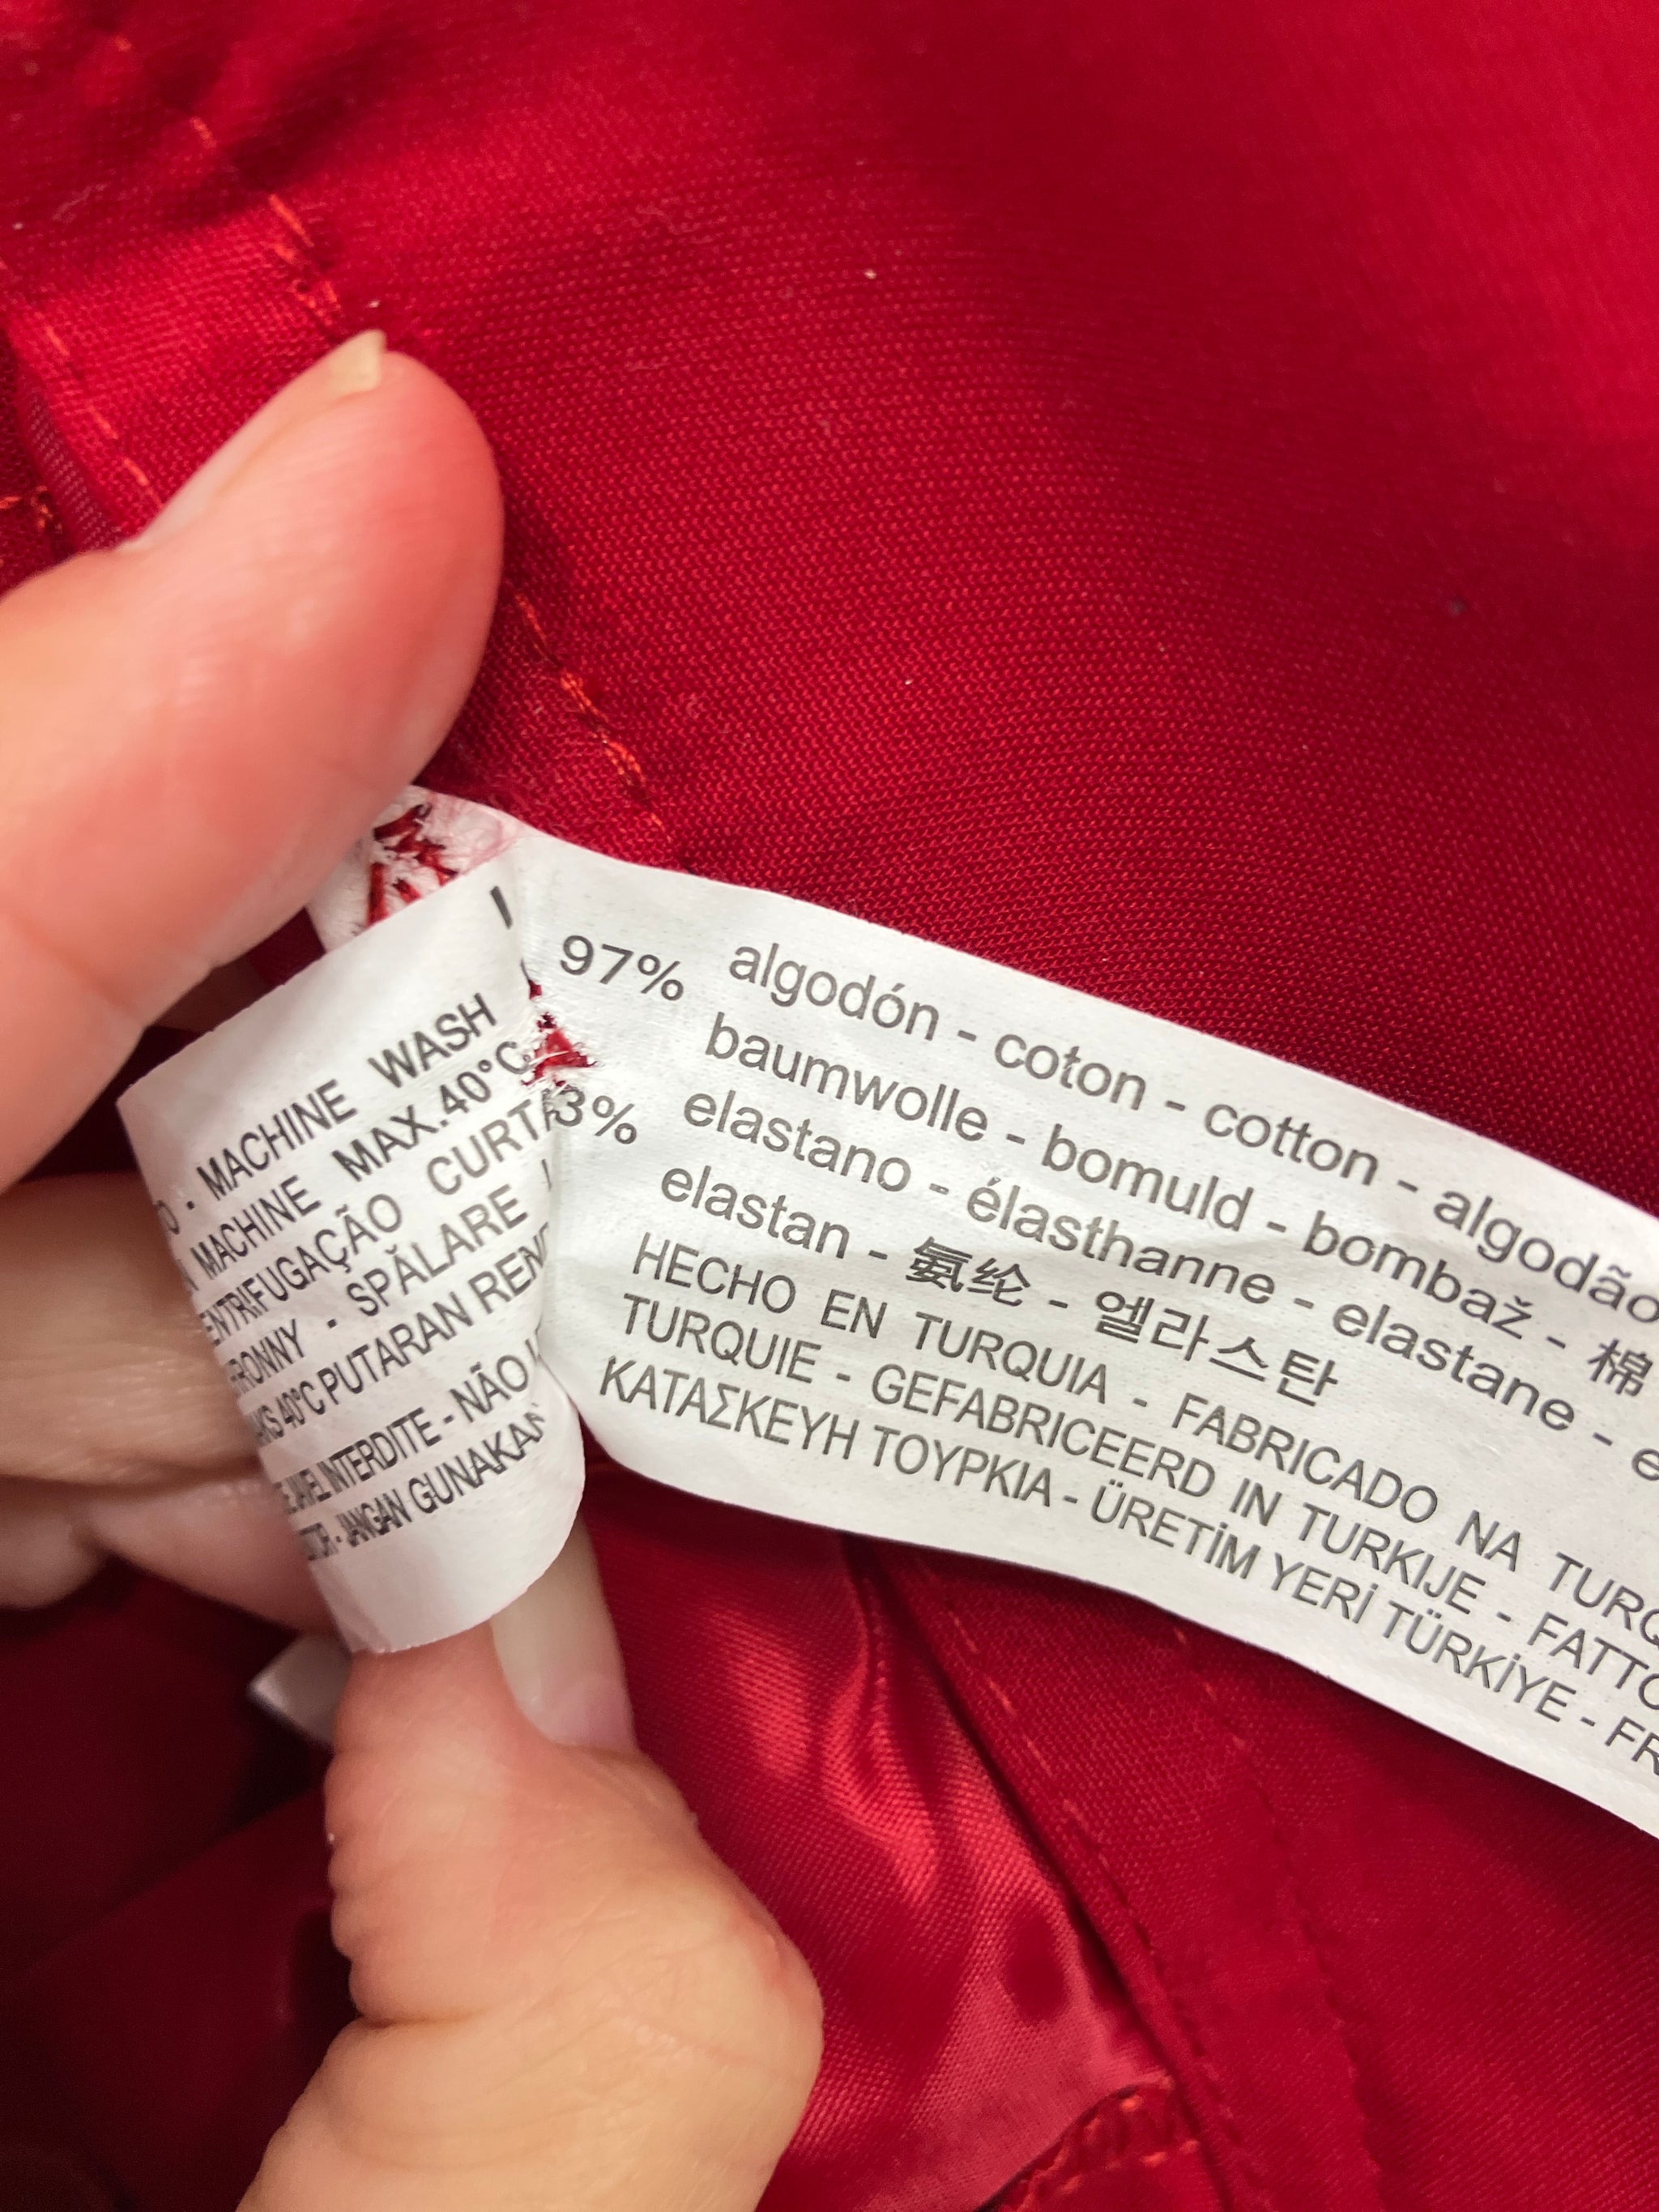 - MACHINE WASH
MACHINE MAX.40°C
CENTRIFUGAÇÃO CURTA
- SPĂLARE
40°C PUTARAN REN
INTERDITE - NÃO
- JANGAN GUNAKAN
97% algodón - coton - cotton - algodão
baumwolle - bomuld - bombaž - 棉
3% elastano - élasthanne - elastane - e
elastan - 氨纶 - 엘라스탄
HECHO EN TURQUIA - FABRICADO NA TURQ
TURQUIE - GEFABRICEERD IN TURKIJE - FATTO
ΚΑΤΑΣΚΕΥΗ ΤΟΥΡΚΙΑ - ÜRETİM YERİ TÜRKİYE - FR